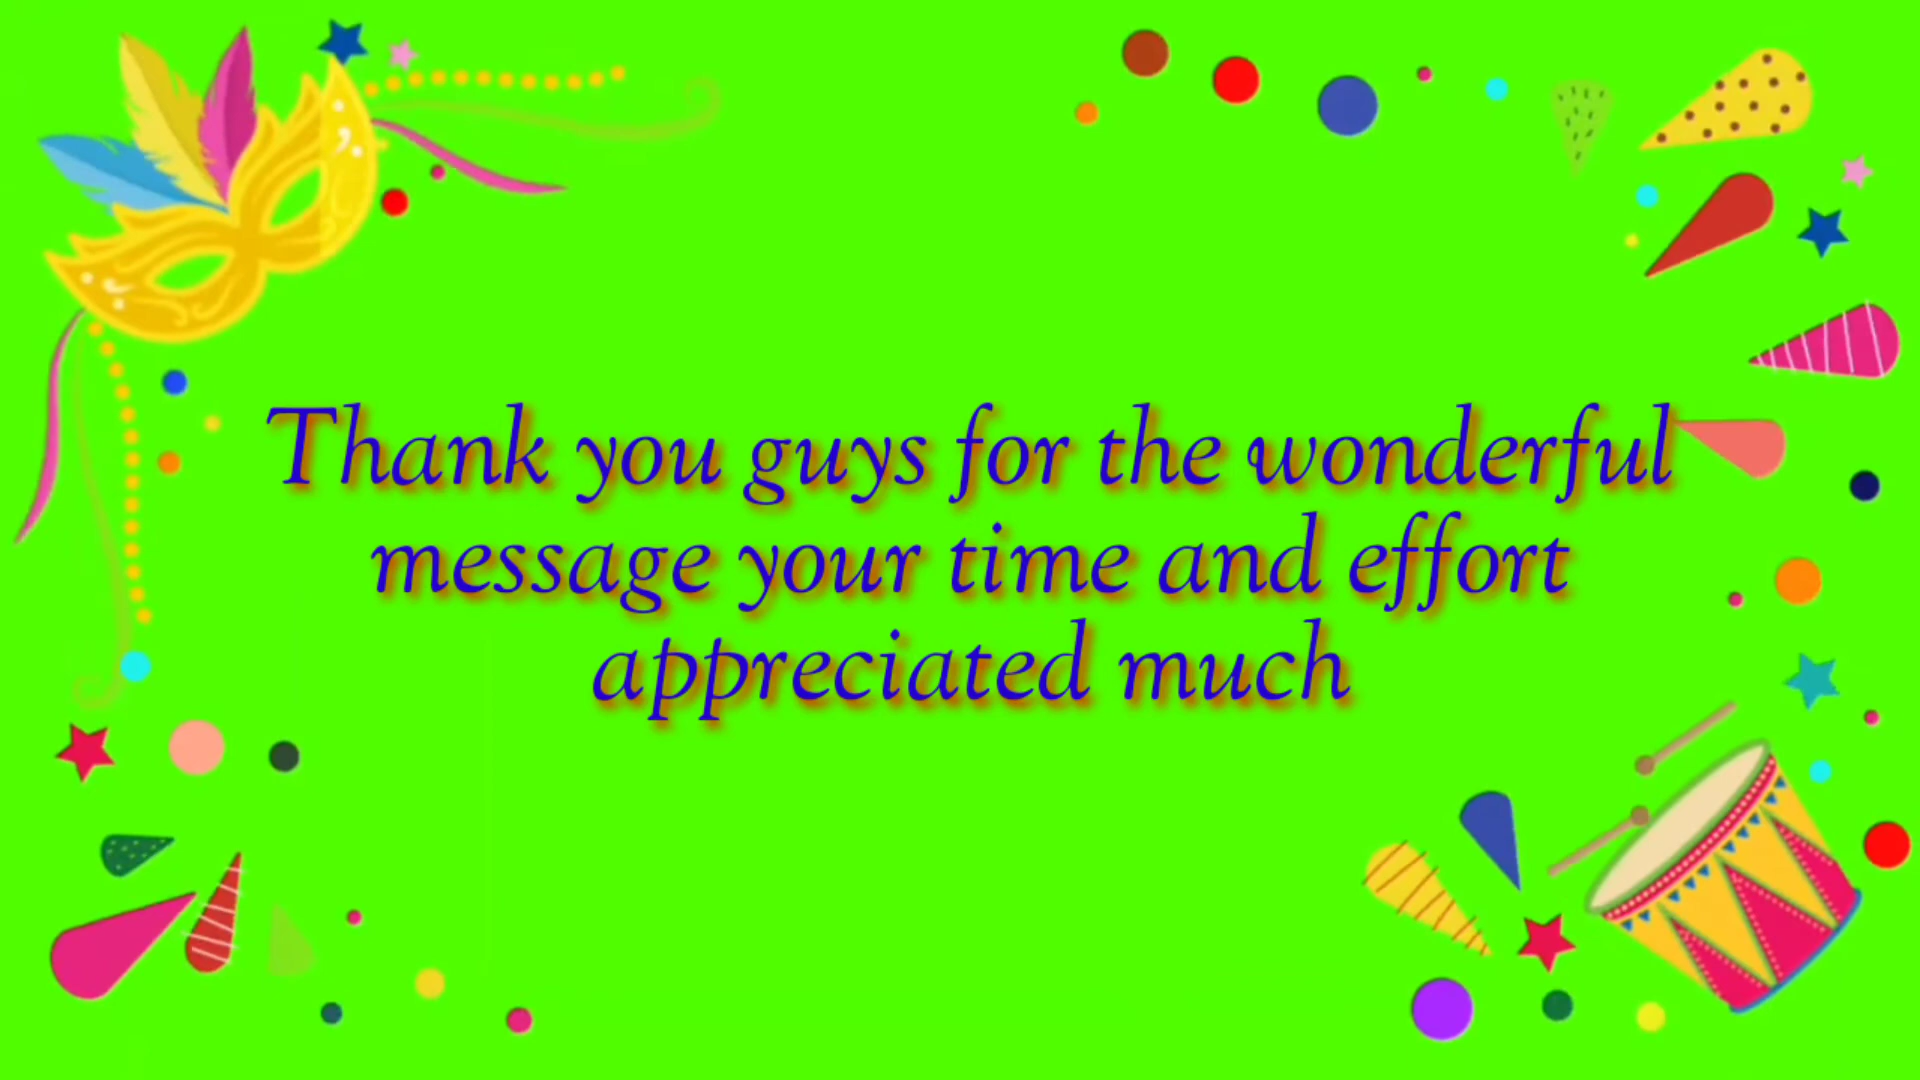 Thank you guys for the wonderful
message your time and effort
appreciated much